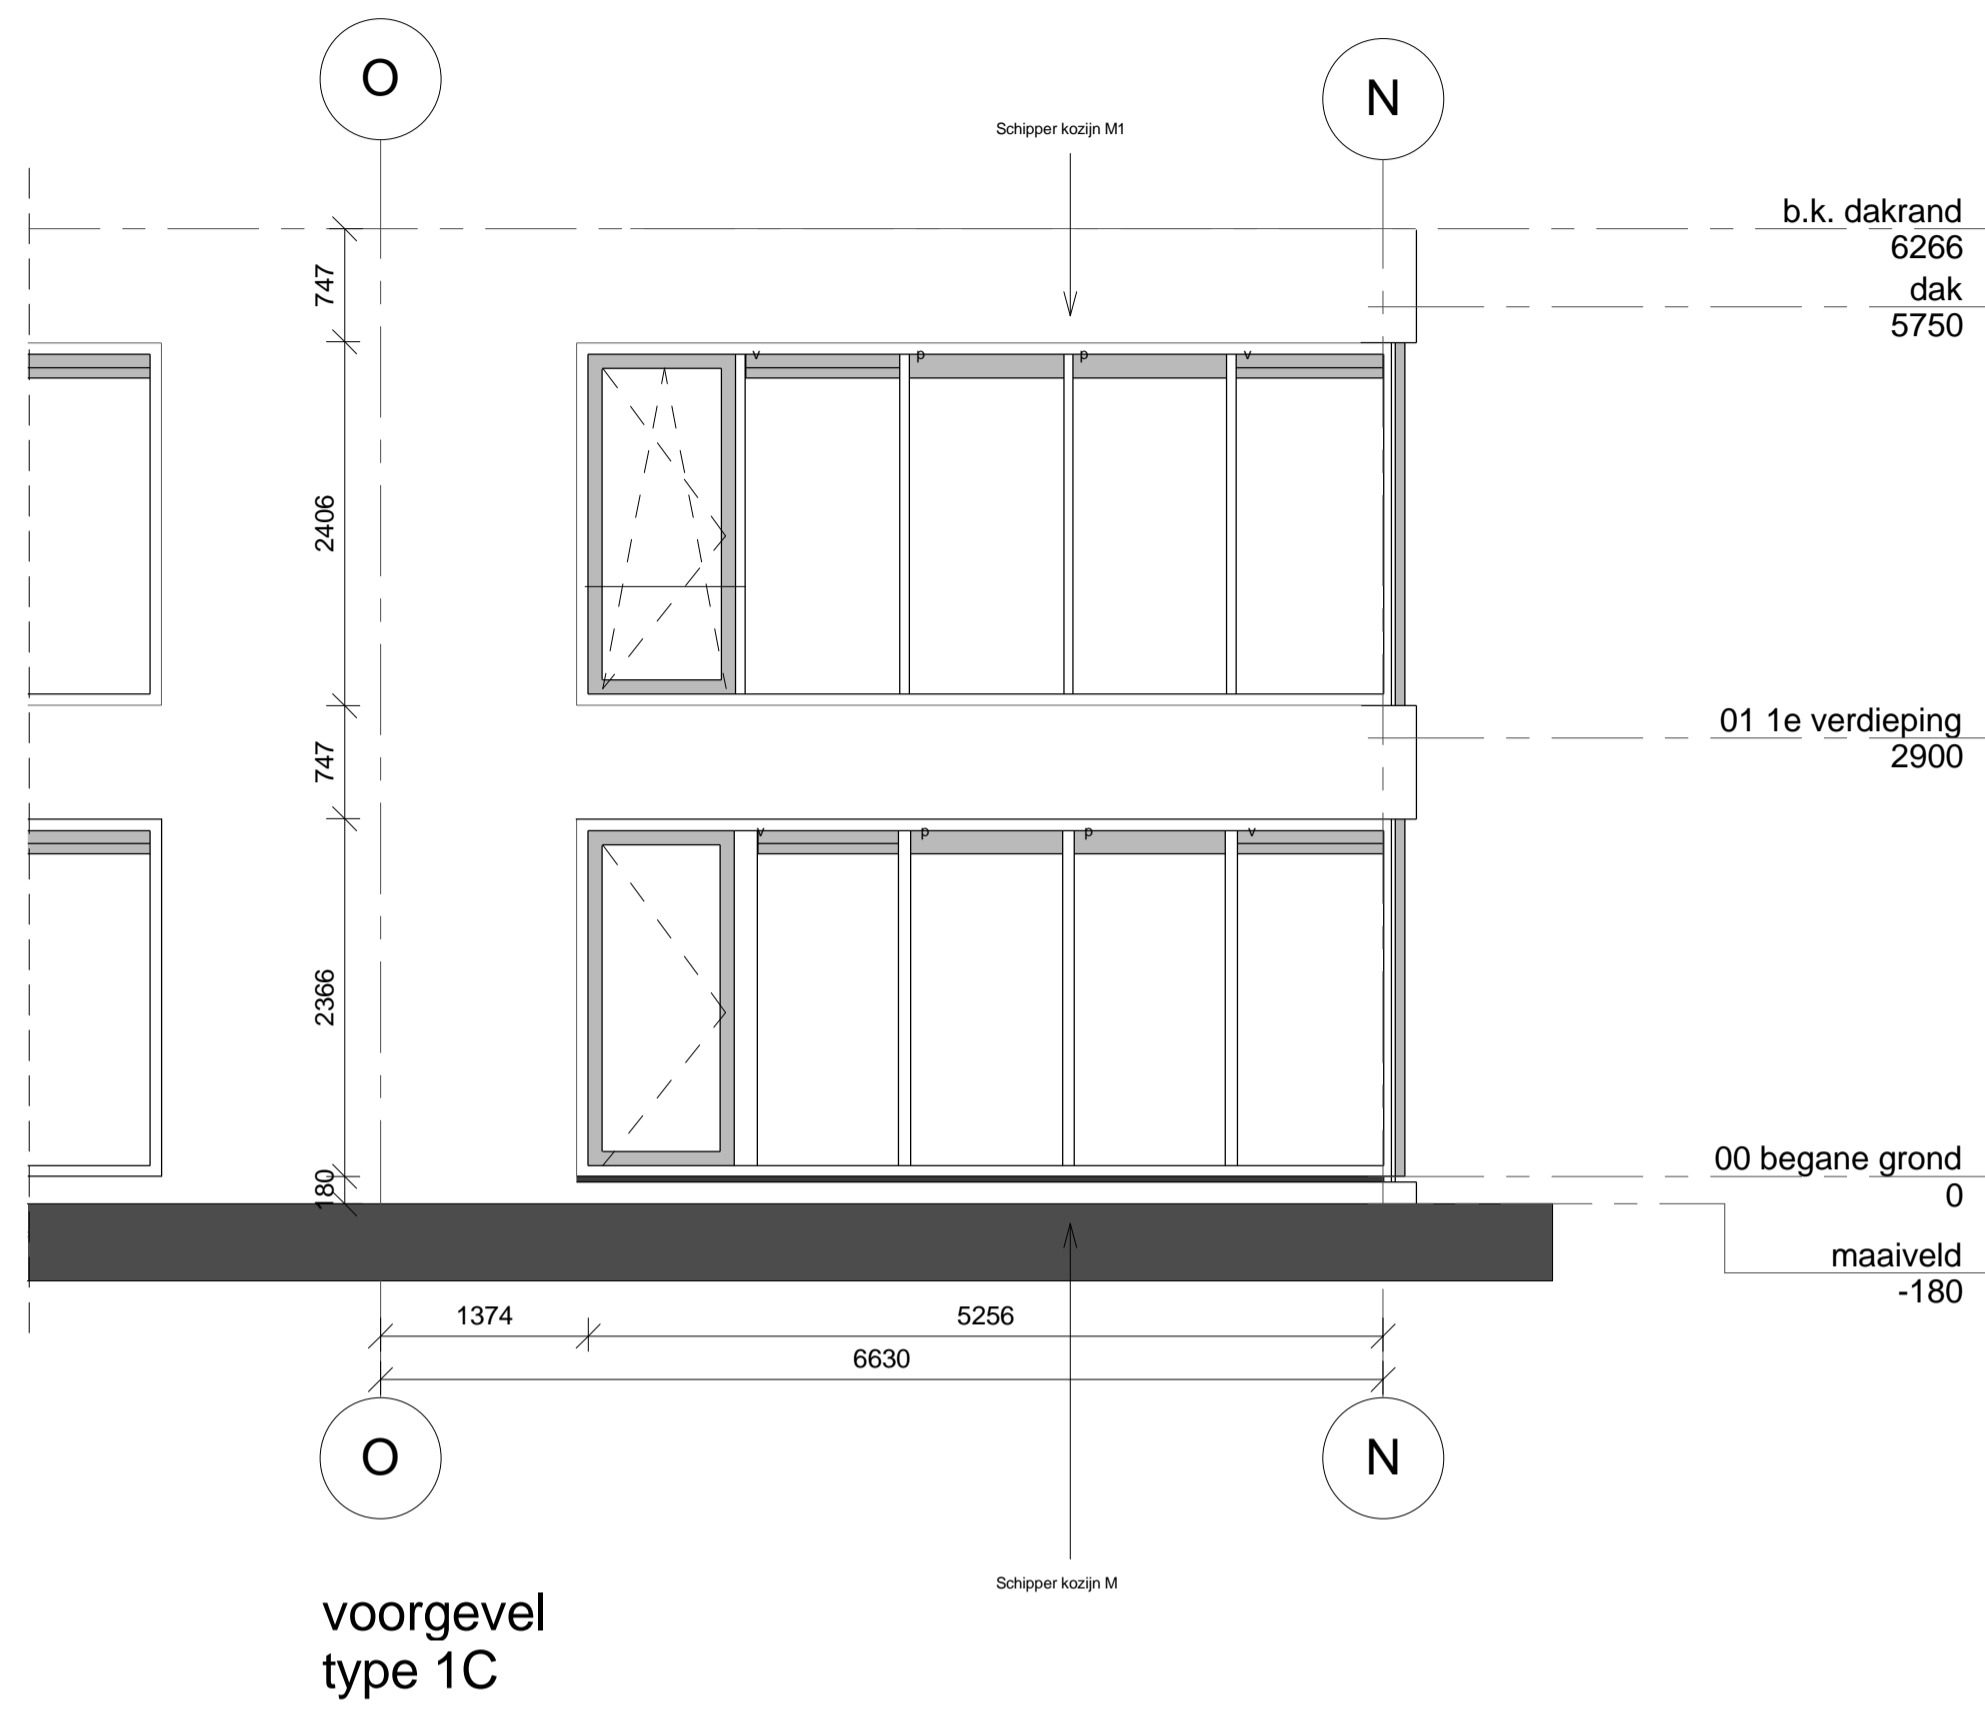 O
N
Schipper kozijn M1
b.k. dakrand
6266
dak
5750
747
v
p
p
v
2406
01 1e verdieping
2900
747
v
p
p
v
2366
00 begane grond
0
180
maaiveld
-180
1374
5256
6630
O
N
Schipper kozijn M
voorgevel
type 1C